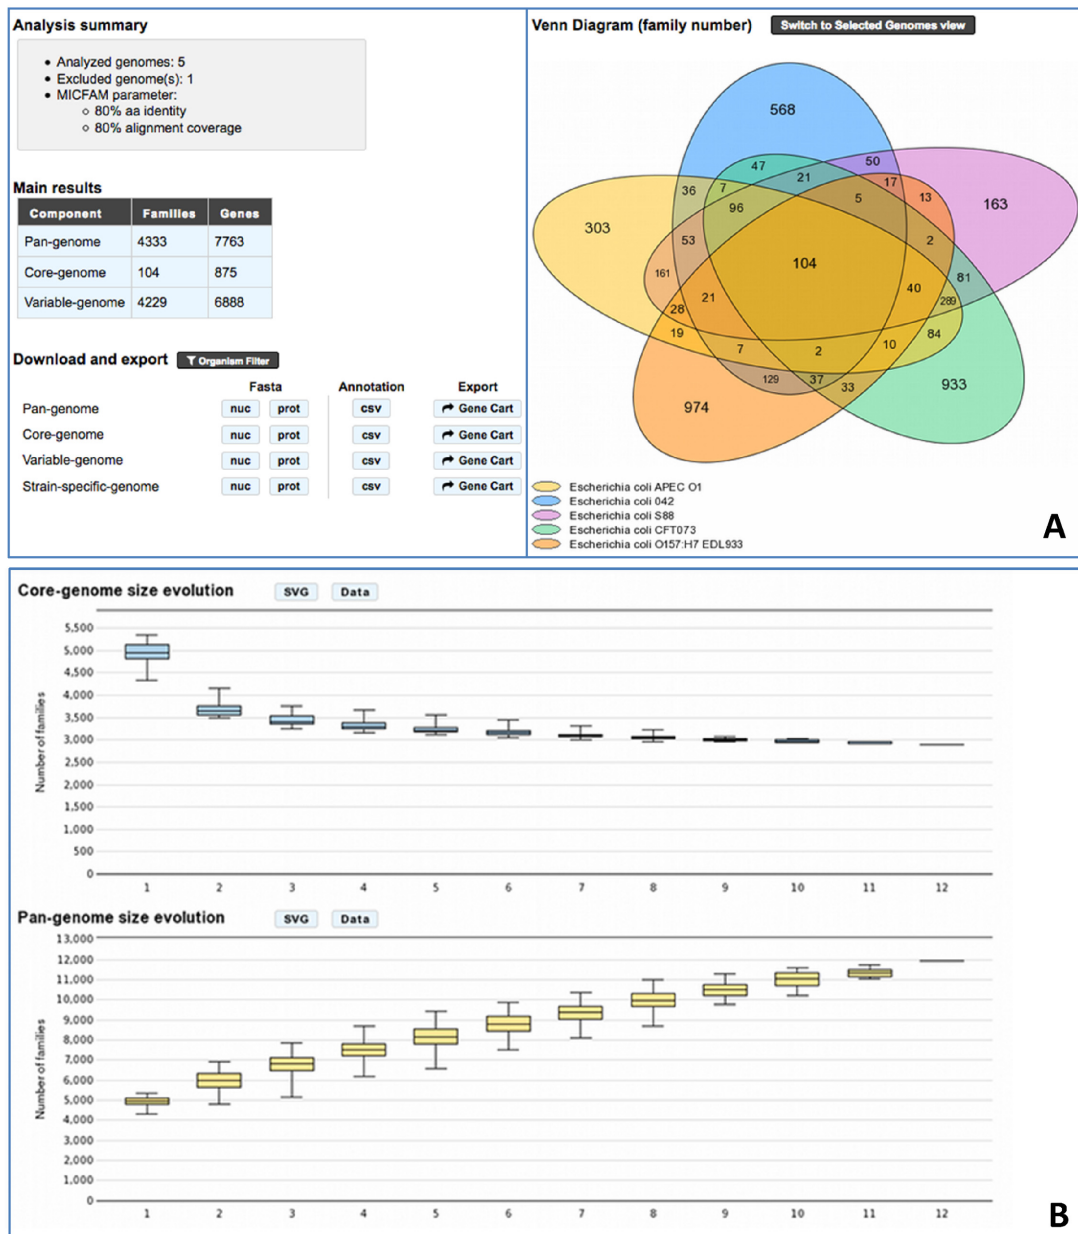 Analysis summary
• Analyzed genomes: 5
• Excluded genome(s): 1
• MICFAM parameter:
○ 80% aa identity
○ 80% alignment coverage
Main results
Component Families Genes
Pan-genome 4333 7763
Core-genome 104 875
Variable-genome 4229 6888
Download and export Organism Filter
Fasta Annotation Export
Pan-genome nuc prot csv Gene Cart
Core-genome nuc prot csv Gene Cart
Variable-genome nuc prot csv Gene Cart
Strain-specific-genome nuc prot csv Gene Cart
Venn Diagram (family number) Switch to Selected Genomes view
568
47 50
36 7 21 17 13 163
96 5
303 53 2
161 104 81
21 40 289
28
19 84
7 2 10
129 37 33 933
974
Escherichia coli APEC O1
Escherichia coli 042
Escherichia coli S88
Escherichia coli CFT073
Escherichia coli O157:H7 EDL933
A
Core-genome size evolution SVG Data
Number of families
5,500
5,000
4,500
4,000
3,500
3,000
2,500
2,000
1,500
1,000
500
0
1 2 3 4 5 6 7 8 9 10 11 12
Pan-genome size evolution SVG Data
Number of families
13,000
12,000
11,000
10,000
9,000
8,000
7,000
6,000
5,000
4,000
3,000
2,000
1,000
0
1 2 3 4 5 6 7 8 9 10 11 12
B